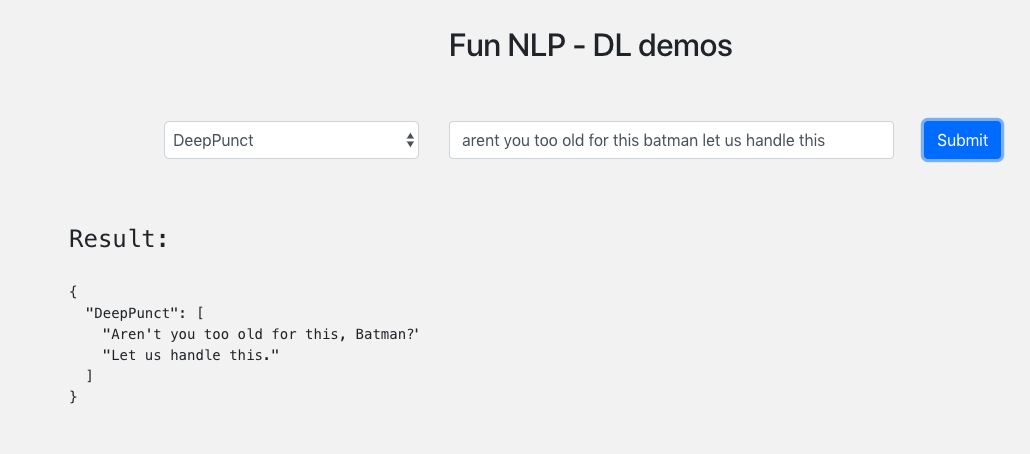 Fun NLP - DL demos
DeepPunct
arent you too old for this batman let us handle this
Submit
Result:
{
"DeepPunct": [
"Aren't you too old for this, Batman?'
"Let us handle this."
]
}